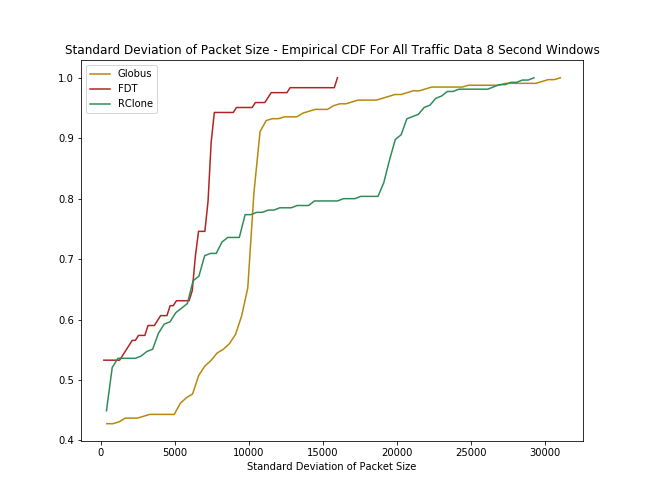 Standard Deviation of Packet Size - Empirical CDF For All Traffic Data 8 Second Windows
Globus
FDT
RClone
1.0
0.9
0.8
0.7
0.6
0.5
0.4
0 5000 10000 15000 20000 25000 30000
Standard Deviation of Packet Size